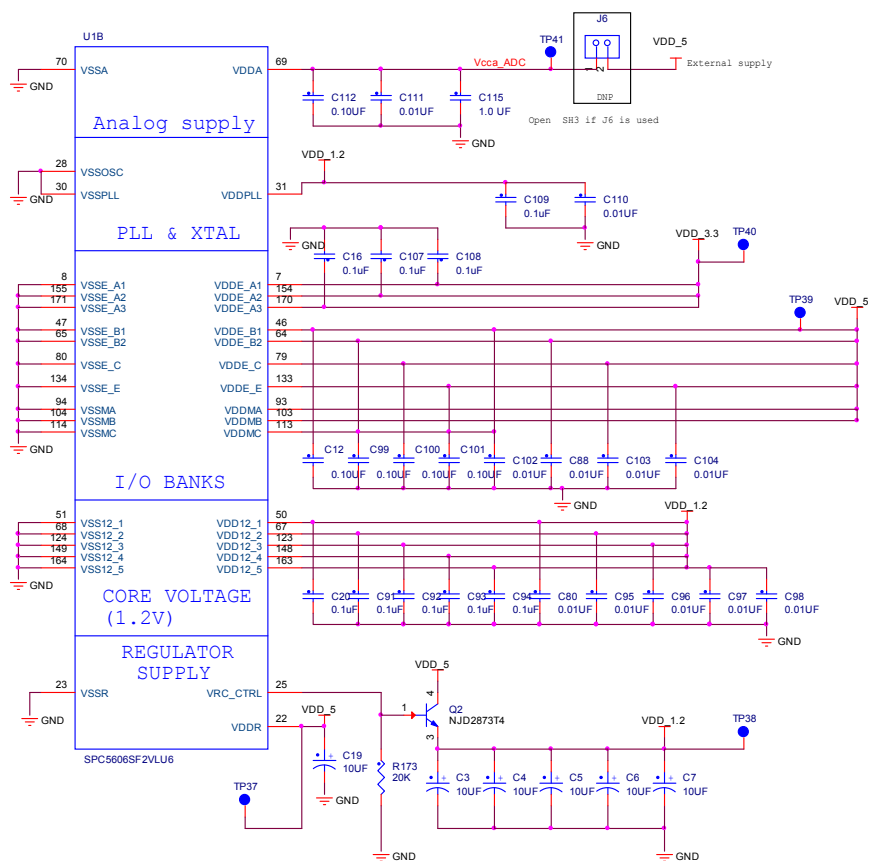 U1B
J6
TP41
VDD_5
70
VSSA
VDDA
69
Vcca_ADC
1
2
External supply
GND
C112
0.10UF
C111
0.01UF
C115
1.0 UF
DNP
Open SH3 if J6 is used
Analog supply
GND
28
VSSOSC
VDD_1.2
30
VSSPLL
VDDPLL
31
GND
C109
0.1uF
C110
0.01UF
PLL & XTAL
GND
GND
VDD_3.3
TP40
C16
0.1uF
C107
0.1uF
C108
0.1uF
8
VSSE_A1
VDDE_A1
7
155
VSSE_A2
VDDE_A2
154
171
VSSE_A3
VDDE_A3
170
TP39
VDD_5
47
VSSE_B1
VDDE_B1
46
65
VSSE_B2
VDDE_B2
64
80
VSSE_C
VDDE_C
79
134
VSSE_E
VDDE_E
133
94
VSSMA
VDDMA
93
104
VSSMB
VDDMB
103
114
VSSMC
VDDMC
113
GND
C12
0.10UF
C99
0.10UF
C100
0.10UF
C101
0.10UF
C102
0.01UF
C88
0.01UF
C103
0.01UF
C104
0.01UF
I/O BANKS
GND
VDD_1.2
51
VSS12_1
VDD12_1
50
68
VSS12_2
VDD12_2
67
124
VSS12_3
VDD12_3
123
149
VSS12_4
VDD12_4
148
164
VSS12_5
VDD12_5
163
GND
CORE VOLTAGE
(1.2V)
C20
0.1uF
C91
0.1uF
C92
0.1uF
C93
0.1uF
C94
0.1uF
C80
0.01UF
C95
0.01UF
C96
0.01UF
C97
0.01UF
C98
0.01UF
GND
REGULATOR
SUPPLY
VDD_5
23
VSSR
VRC_CTRL
25
4
GND
1
Q2
NJD2873T4
VDDR
22
VDD_5
3
VDD_1.2
TP38
SPC5606SF2VLU6
C19
10UF
R173
20K
C3
10UF
C4
10UF
C5
10UF
C6
10UF
C7
10UF
TP37
GND
GND
GND